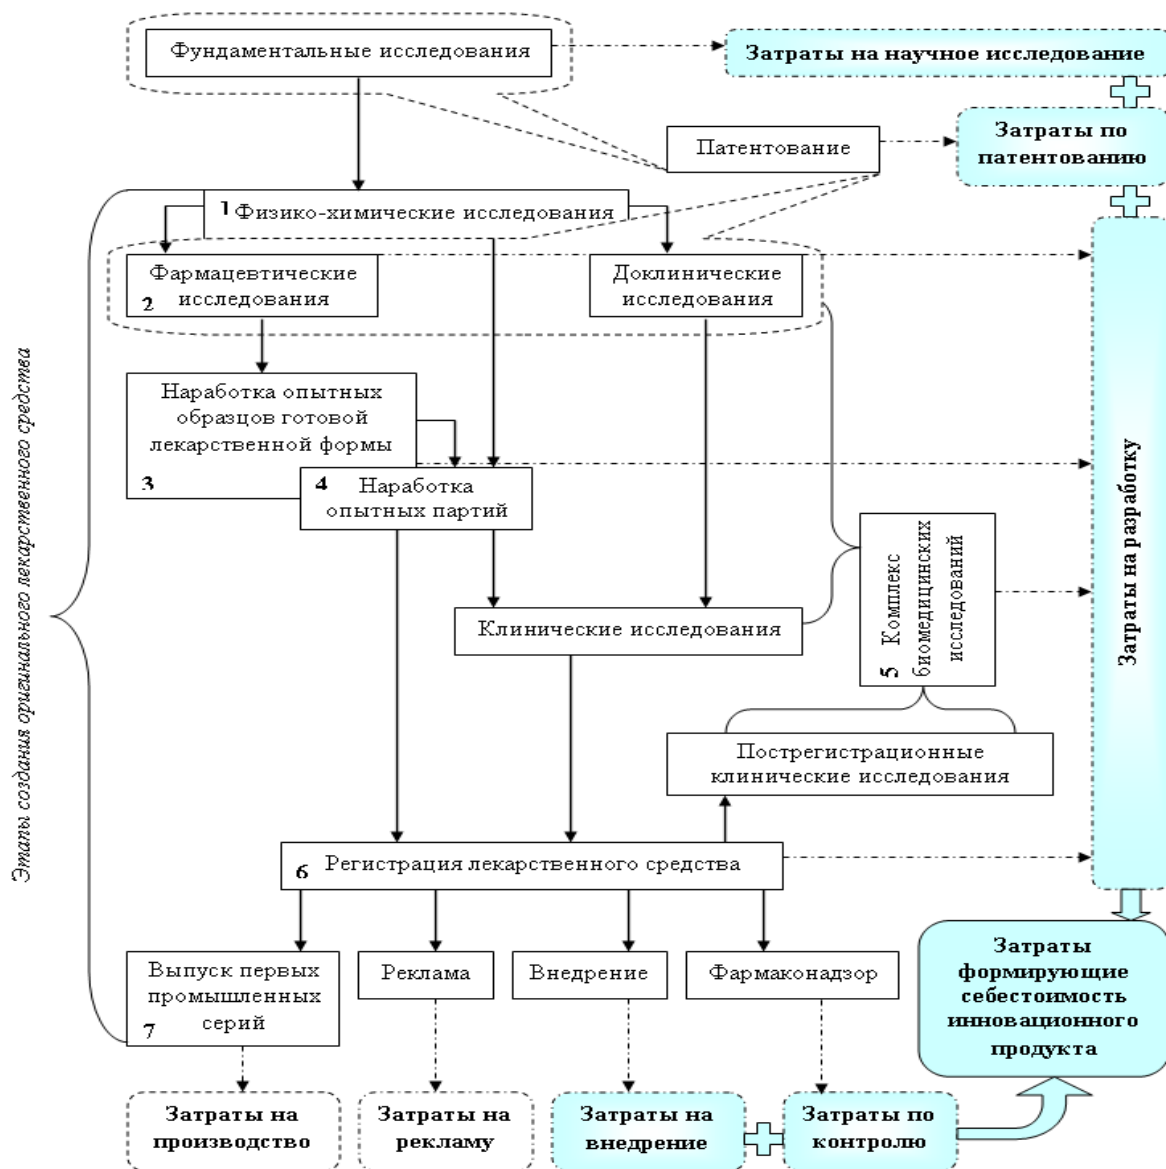 Фундаментальные исследования
Затраты на научное исследование
Патентование
Затраты по
патентованию
1 Физико-химические исследования
Фармацевтические
исследования
2
Доклинические
исследования
Наработка опытных
образцов готовой
лекарственной формы
3
4 Наработка
опытных партий
Этапы создания оригинального лекарственного средства
Затраты на разработку
5 Комплекс
биомедицинских
исследований
Клинические исследования
Пострегистрационные
клинические исследования
6 Регистрация лекарственного средства
Выпуск первых
промышленных
серий
7
Реклама
Внедрение
Фармаконадзор
Затраты
формирующие
себестоимость
инновационного
продукта
Затраты на
производство
Затраты на
рекламу
Затраты на
внедрение
Затраты по
контролю